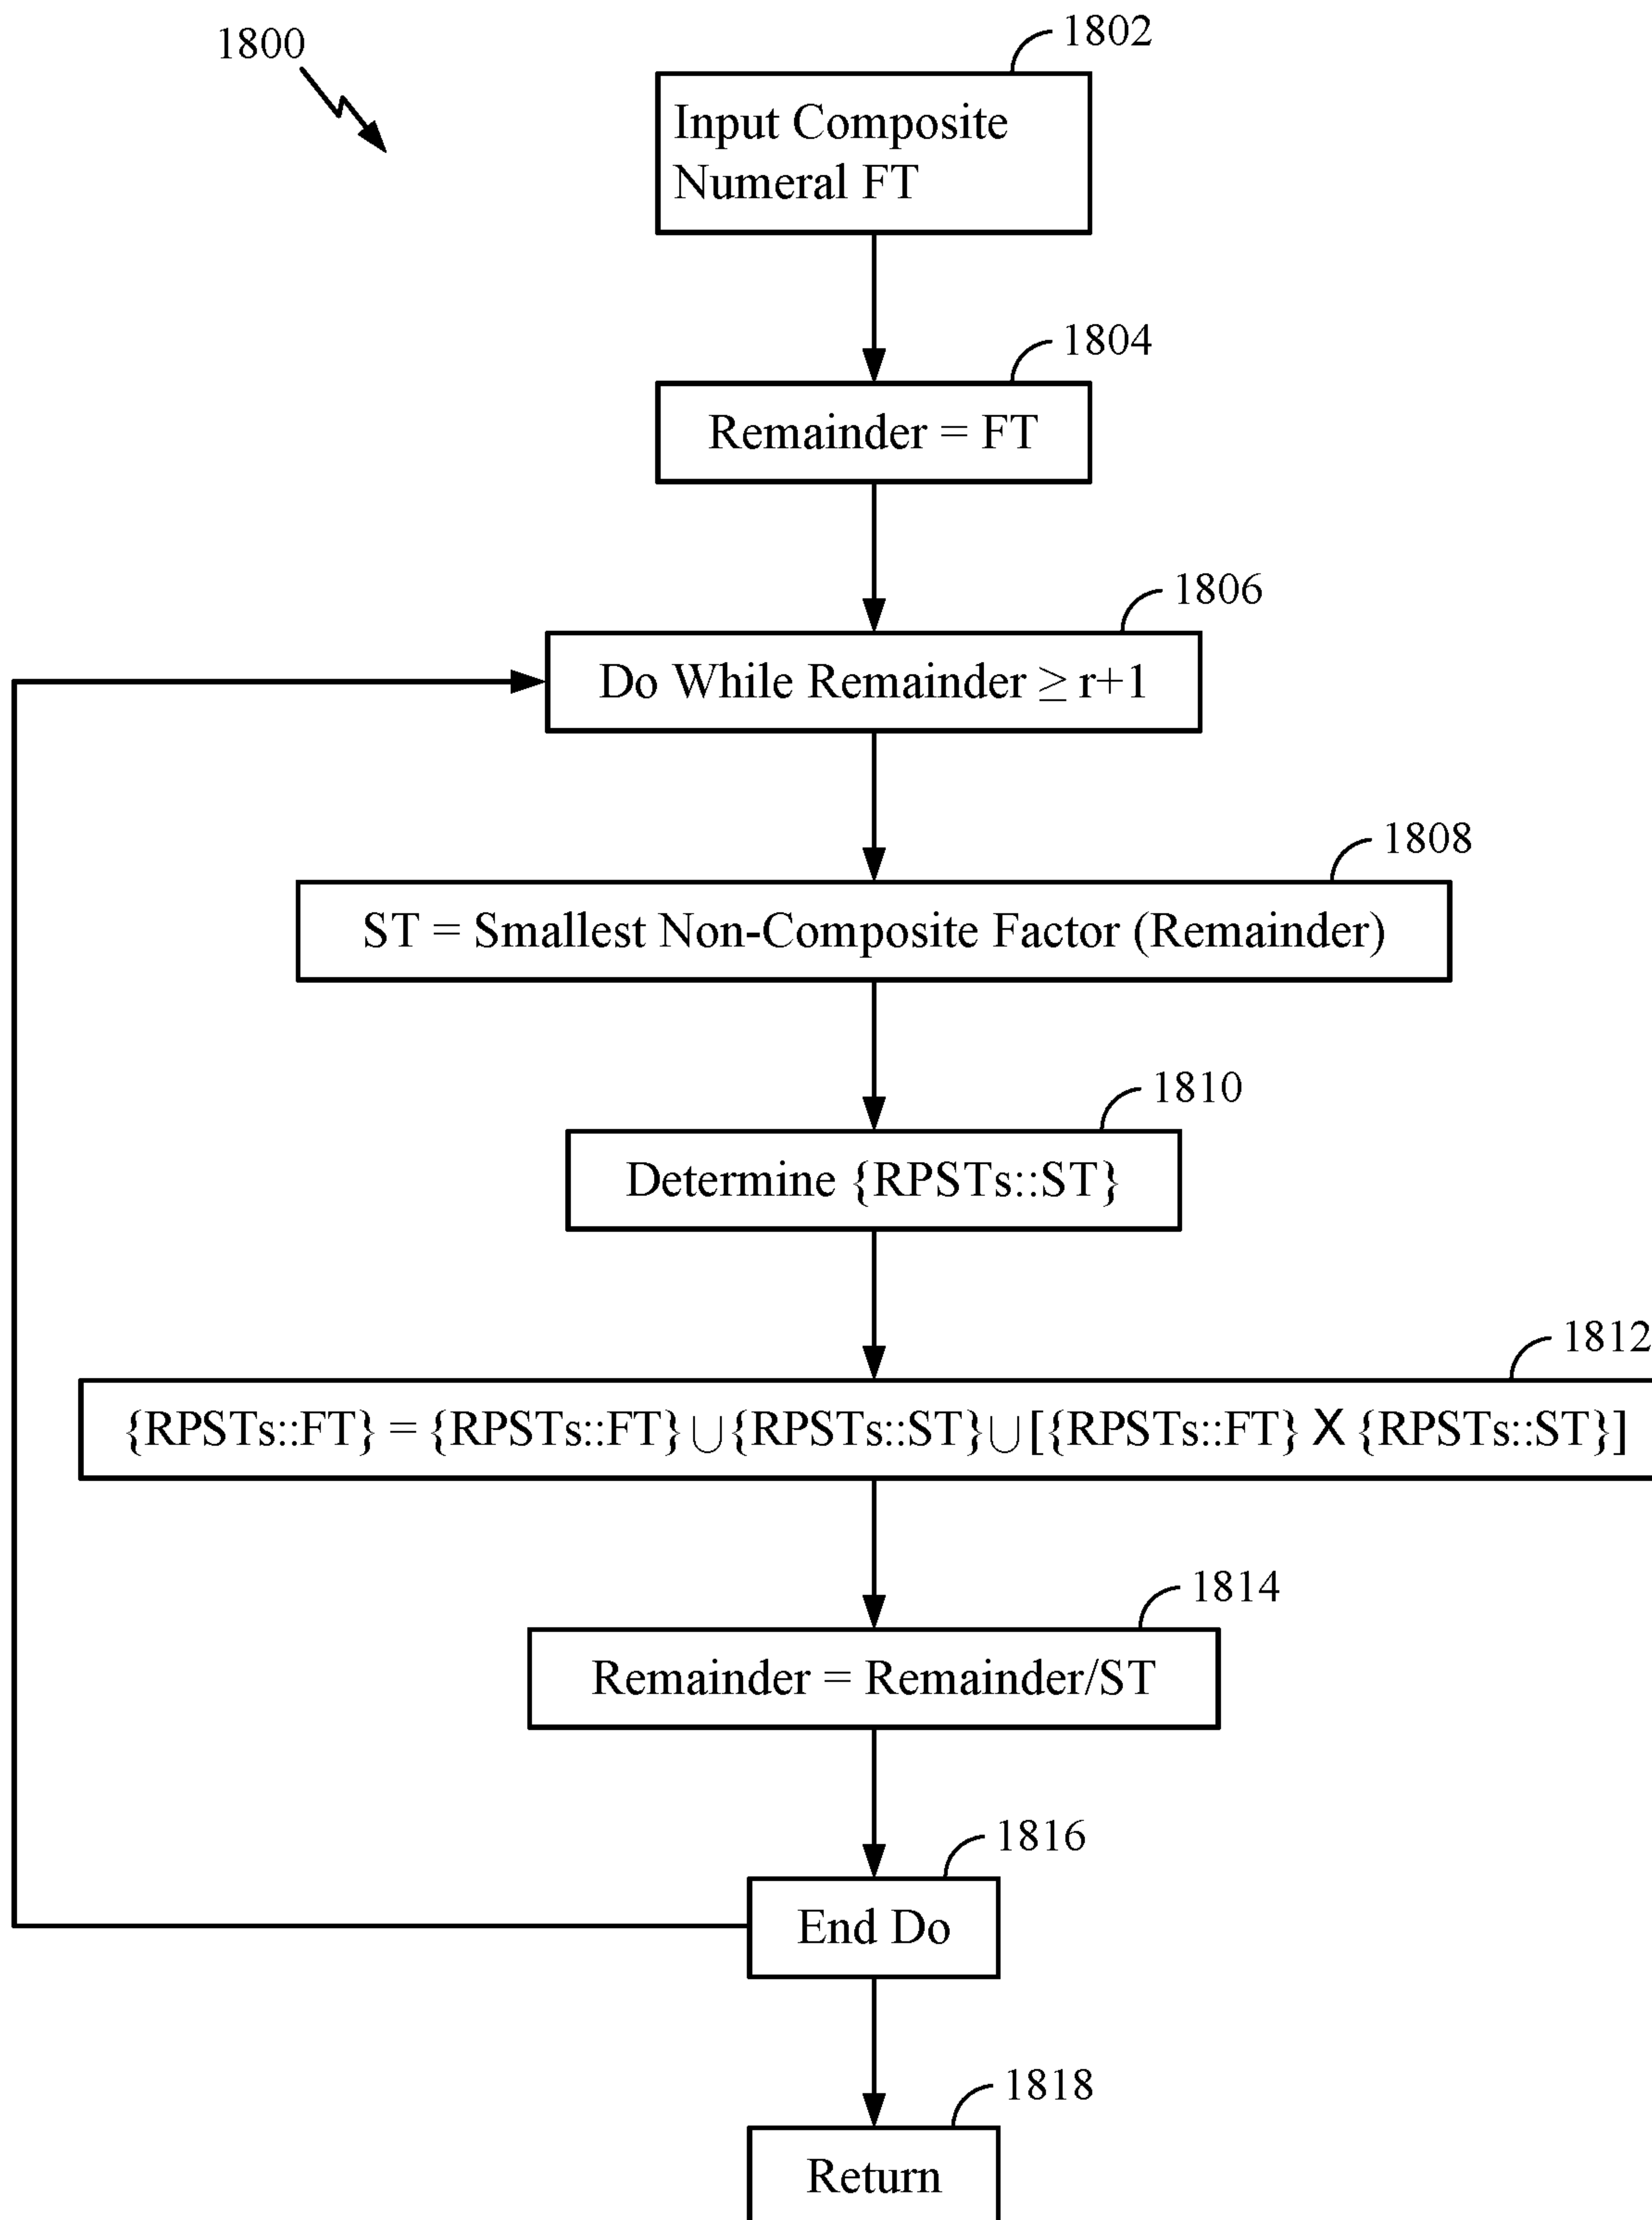 1800
1802
Input Composite
Numeral FT
1804
Remainder = FT
1806
Do While Remainder ≥ r+1
1808
ST = Smallest Non-Composite Factor (Remainder)
1810
Determine {RPSTs::ST}
1812
{RPSTs::FT} = {RPSTs::FT} ∪ {RPSTs::ST} ∪ [{RPSTs::FT} X {RPSTs::ST}]
1814
Remainder = Remainder/ST
1816
End Do
1818
Return